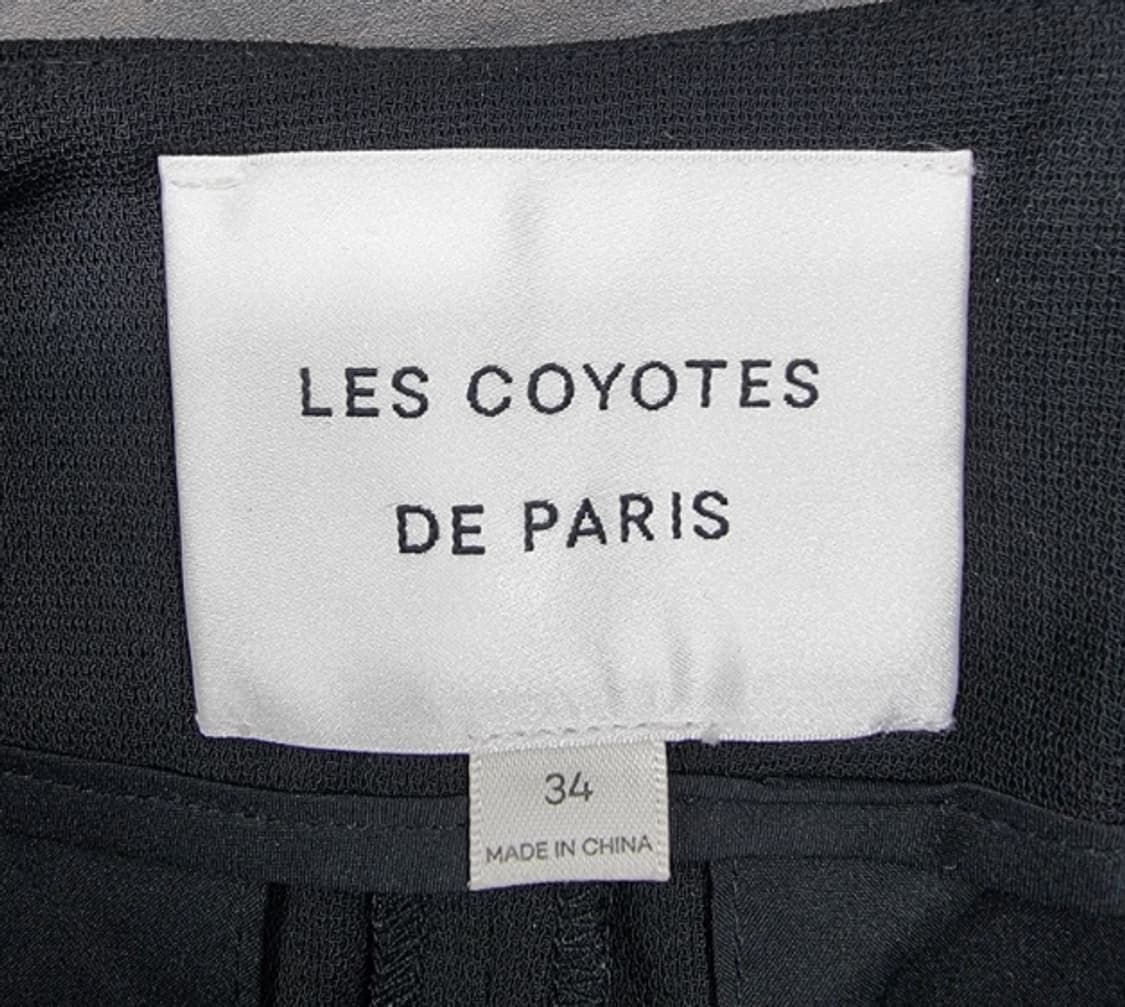 LES COYOTES
DE PARIS
34
MADE IN CHINA